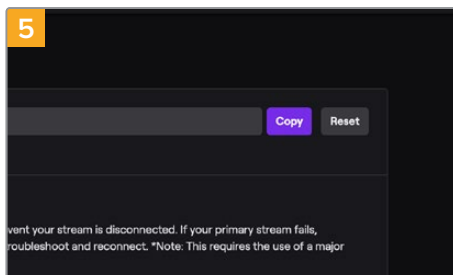 5
Copy Reset
vent your stream is disconnected. If your primary stream fails,
roubleshoot and reconnect. *Note: This requires the use of a major